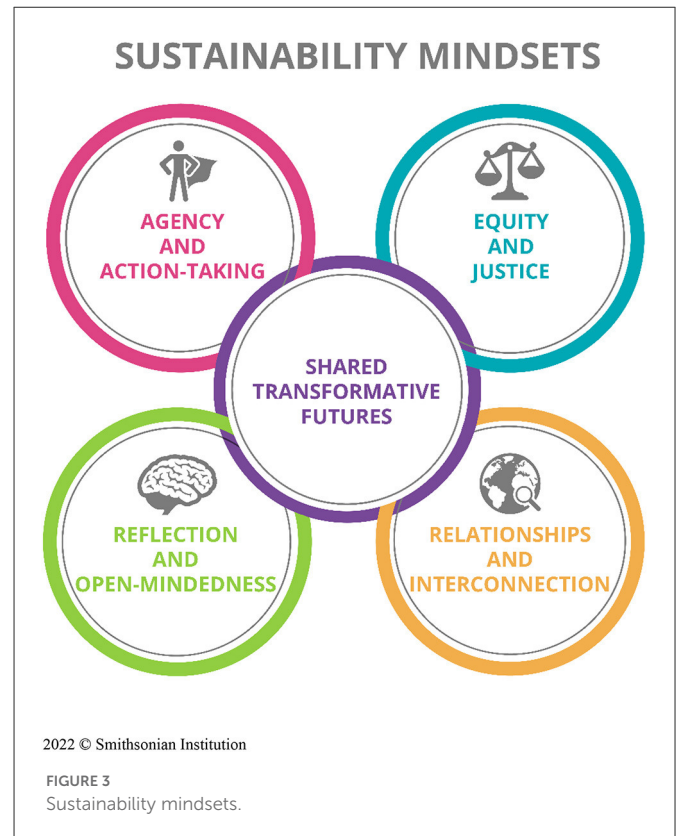 SUSTAINABILITY MINDSETS
AGENCY
AND
ACTION-TAKING
EQUITY
AND
JUSTICE
SHARED
TRANSFORMATIVE
FUTURES
REFLECTION
AND
OPEN-MINDEDNESS
RELATIONSHIPS
AND
INTERCONNECTION
2022 © Smithsonian Institution
FIGURE 3
Sustainability mindsets.